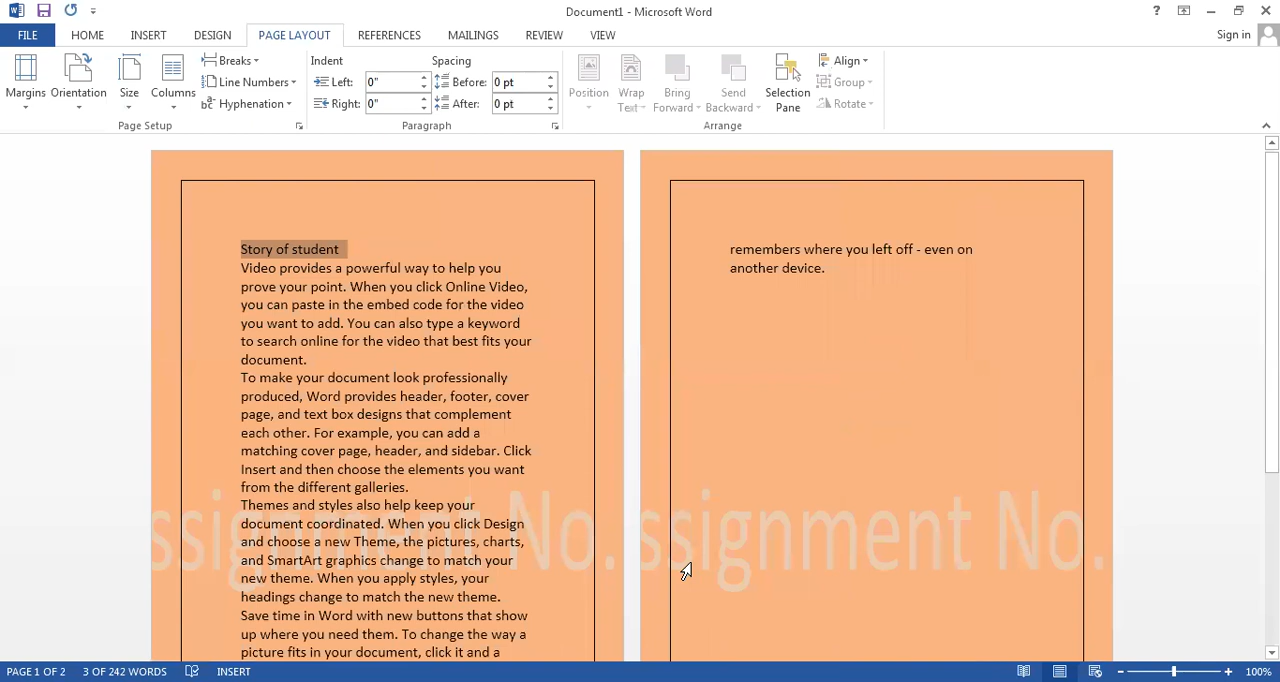 Document1 - Microsoft Word
?
Sign in
FILE
HOME
INSERT
DESIGN
PAGE LAYOUT
REFERENCES
MAILINGS
REVIEW
VIEW
Margins
Orientation
Size
Columns
Breaks
Line Numbers
Hyphenation
Page Setup
Indent
Left: 0"
Right: 0"
Spacing
Before: 0 pt
After: 0 pt
Paragraph
Position
Wrap
Text
Bring
Forward
Send
Backward
Selection
Pane
Align
Group
Rotate
Arrange
Story of student
Video provides a powerful way to help you
prove your point. When you click Online Video,
you can paste in the embed code for the video
you want to add. You can also type a keyword
to search online for the video that best fits your
document.
To make your document look professionally
produced, Word provides header, footer, cover
page, and text box designs that complement
each other. For example, you can add a
matching cover page, header, and sidebar. Click
Insert and then choose the elements you want
from the different galleries.
Themes and styles also help keep your
document coordinated. When you click Design
and choose a new Theme, the pictures, charts,
and SmartArt graphics change to match your
new theme. When you apply styles, your
headings change to match the new theme.
Save time in Word with new buttons that show
up where you need them. To change the way a
picture fits in your document, click it and a
ssignment No.
remembers where you left off - even on
another device.
ssignment No.
PAGE 1 OF 2
3 OF 242 WORDS
INSERT
100%